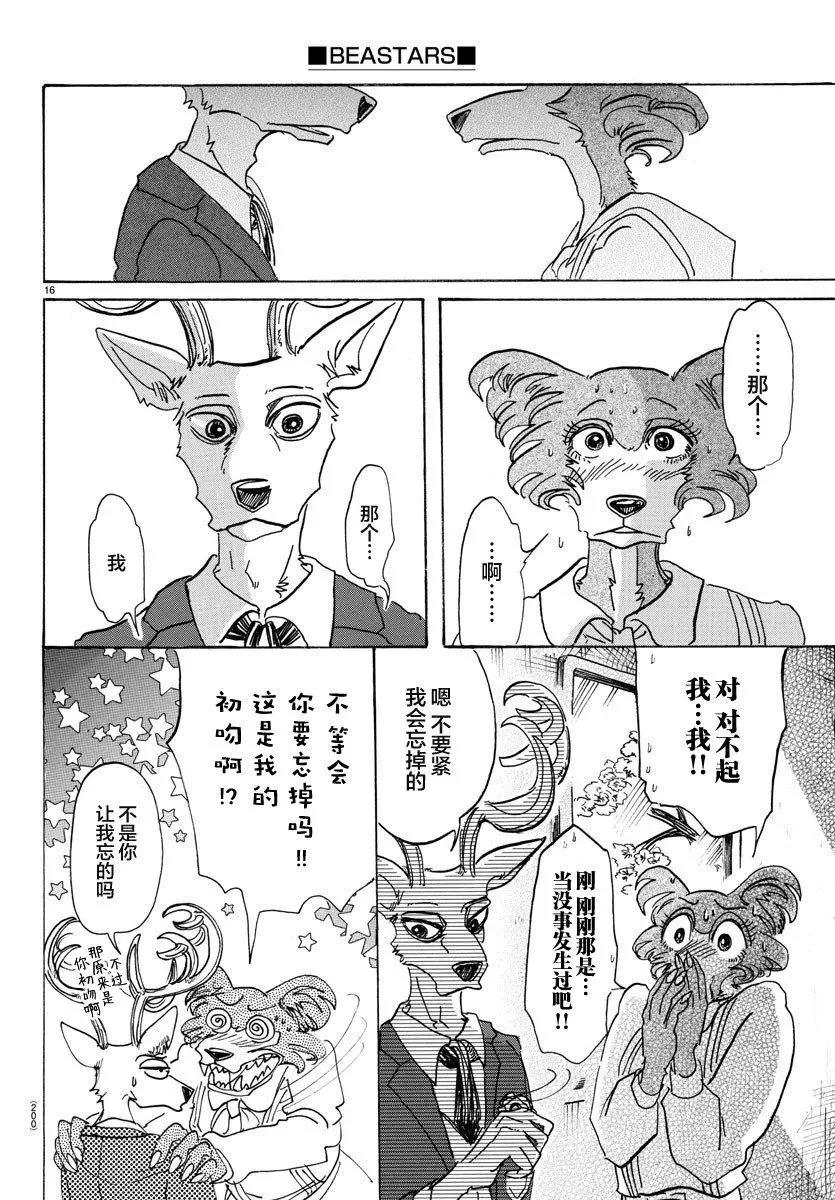 ■BEASTARS■
16
…那个…
……啊…
那个…
我
对 对不起
我…我!!
刚 刚刚那是…
当没事发生过吧!!
嗯 不要紧
我会忘掉的
不等会
你要忘掉吗!!
这是我的
初吻啊!?
不是你
让我忘的吗
不过
那原来是
你初吻啊
(200)